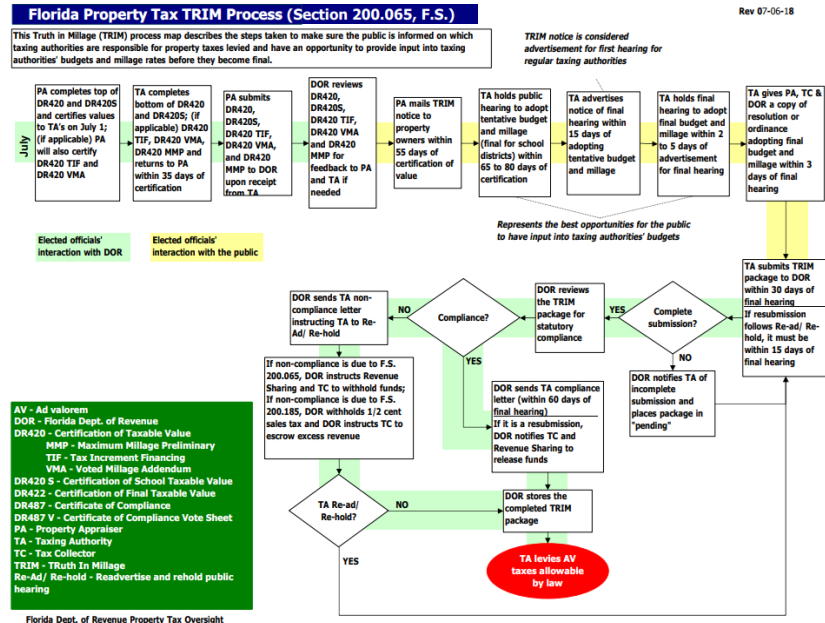 Florida Property Tax TRIM Process (Section 200.065, F.S.)
Rev 07-06-18
This Truth in Millage (TRIM) process map describes the steps taken to make sure the public is informed on which
taxing authorities are responsible for property taxes levied and have an opportunity to provide input into taxing
authorities' budgets and millage rates before they become final.
TRIM notice is considered
advertisement for first hearing for
regular taxing authorities
July
PA completes top of
DR420 and DR420S
and certifies values
to TA's on July 1;
(if applicable) PA
will also certify
DR420 TIF and
DR420 VMA
TA completes
bottom of DR420
and DR420S; (if
applicable) DR420
TIF, DR420 VMA,
DR420 MMP and
returns to PA
within 35 days of
certification
PA submits
DR420,
DR420S,
DR420 TIF,
DR420 VMA,
and DR420
MMP to DOR
upon receipt
from TA
DOR reviews
DR420,
DR420S,
DR420 TIF,
DR420 VMA
and DR420
MMP for
feedback to PA
and TA if
needed
PA mails TRIM
notice to
property
owners within
55 days of
certification of
value
TA holds public
hearing to adopt
tentative budget
and millage
(final for school
districts) within
65 to 80 days of
certification
TA advertises
notice of final
hearing within
15 days of
adopting
tentative budget
and millage
TA holds final
hearing to adopt
final budget and
millage within 2
to 5 days of
advertisement
for final hearing
TA gives PA, TC &
DOR a copy of
resolution or
ordinance
adopting final
budget and
millage within 3
days of final
hearing
Represents the best opportunities for the public
to have input into taxing authorities' budgets
Elected officials'
interaction with DOR
Elected officials'
interaction with the public
TA submits TRIM
package to DOR
within 30 days of
final hearing
If resubmission
follows Re-ad/ Re-
hold, it must be
within 15 days of
final hearing
Complete
submission?
YES
NO
DOR notifies TA of
incomplete
submission and
places package in
"pending"
DOR reviews
the TRIM
package for
statutory
compliance
Compliance?
NO
YES
DOR sends TA non-
compliance letter
instructing TA to Re-
Ad/ Re-hold
If non-compliance is due to F.S.
200.065, DOR instructs Revenue
Sharing and TC to withhold funds;
If non-compliance is due to F.S.
200.185, DOR withholds 1/2 cent
sales tax and DOR instructs TC to
escrow excess revenue
DOR sends TA compliance
letter (within 60 days of
final hearing)
If it is a resubmission,
DOR notifies TC and
Revenue Sharing to
release funds
TA Re-ad/
Re-hold?
NO
YES
DOR stores the
completed TRIM
package
TA levies AV
taxes allowable
by law
AV - Ad valorem
DOR - Florida Dept. of Revenue
DR420 - Certification of Taxable Value
MMP - Maximum Millage Preliminary
TIF - Tax Increment Financing
VMA - Voted Millage Addendum
DR420 S - Certification of School Taxable Value
DR422 - Certification of Final Taxable Value
DR487 - Certificate of Compliance
DR487 V - Certificate of Compliance Vote Sheet
PA - Property Appraiser
TA - Taxing Authority
TC - Tax Collector
TRIM - TRUTH In Millage
Re-Ad/ Re-hold - Readvertise and rehold public
hearing
Florida Dept. of Revenue Property Tax Oversight